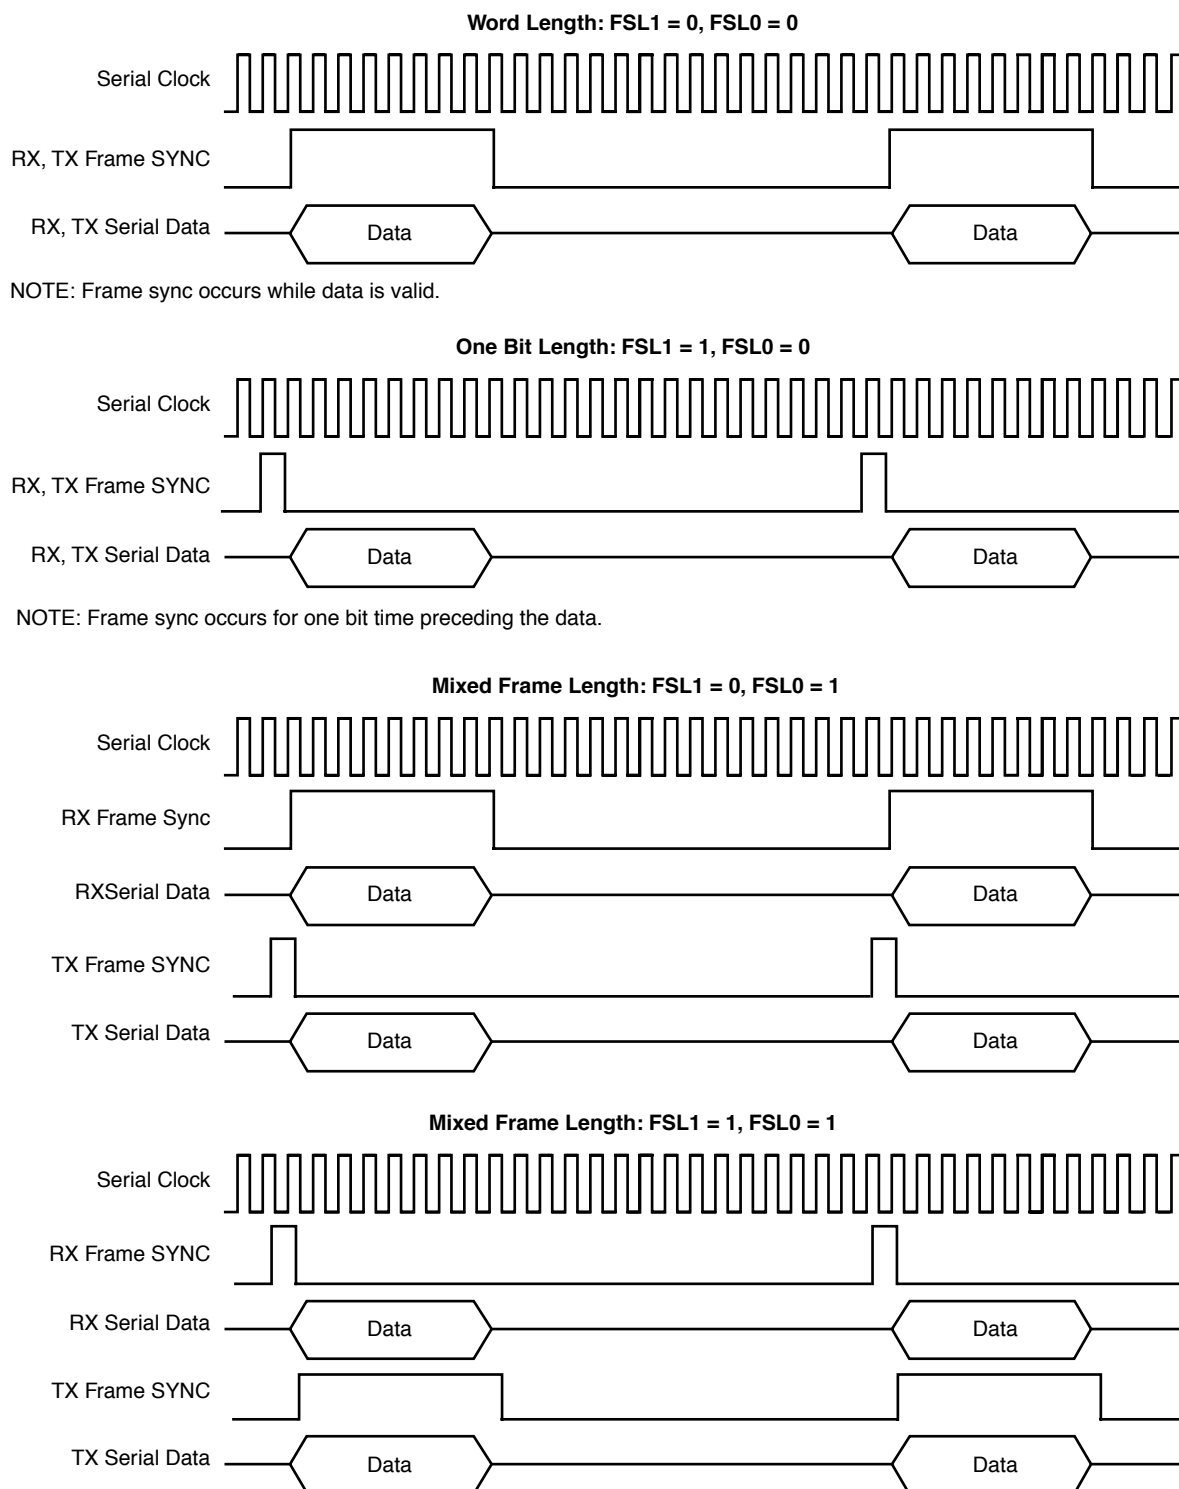 Word Length: FSL1 = 0, FSL0 = 0
Serial Clock
RX, TX Frame SYNC
RX, TX Serial Data
Data
Data
NOTE: Frame sync occurs while data is valid.
One Bit Length: FSL1 = 1, FSL0 = 0
Serial Clock
RX, TX Frame SYNC
RX, TX Serial Data
Data
Data
NOTE: Frame sync occurs for one bit time preceding the data.
Mixed Frame Length: FSL1 = 0, FSL0 = 1
Serial Clock
RX Frame Sync
RXSerial Data
Data
Data
TX Frame SYNC
TX Serial Data
Data
Data
Mixed Frame Length: FSL1 = 1, FSL0 = 1
Serial Clock
RX Frame SYNC
RX Serial Data
Data
Data
TX Frame SYNC
TX Serial Data
Data
Data